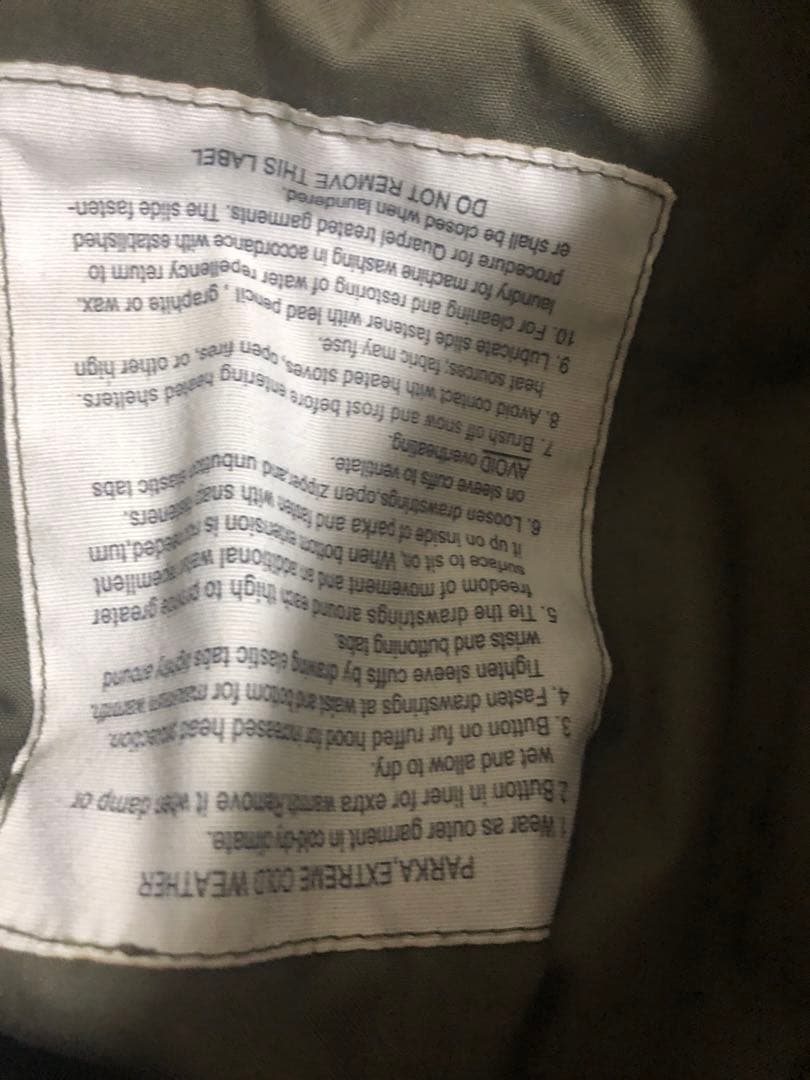 PARKA,EXTREME COLD WEATHER
1 Wear as outer garment in cold-dry climate.
2 Button in liner for extra warmth. Remove it when damp or
wet and allow to dry.
3. Button on fur ruffed hood for increased head protection.
4. Fasten drawstrings at waist and bottom for maximum warmth.
Tighten sleeve cuffs by drawing elastic tabs around
wrists and buttoning tabs.
5. Tie the drawstrings around each thigh to greater
freedom of movement and an additional
surface to sit on. When bottom extension is turn
it up on inside of parka and fasten with snap fasteners.
6. Loosen drawstrings,open zipper,and unbutton elastic tabs
on sleeve cuffs to ventilate.
AVOID overheating.
7. Brush off snow and frost before entering heated shelters.
8. Avoid contact with heated stoves, open fires, or other high
heat sources; fabric may fuse.
9. Lubricate slide fastener with lead pencil , graphite or wax.
10. For cleaning and restoring of water repellency return to
laundry for machine washing in accordance with established
procedure for Quarpel treated garments. The slide fasten-
er shall be closed when laundered.
DO NOT REMOVE THIS LABEL